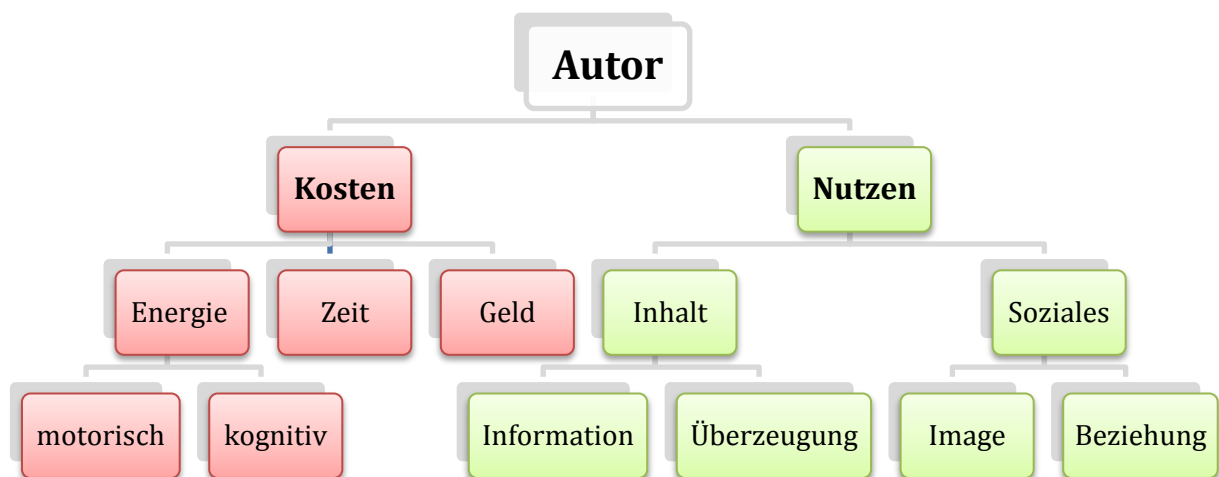 Autor
Kosten
Nutzen
Energie
Zeit
Geld
Inhalt
Soziales
motorisch
kognitiv
Information
Überzeugung
Image
Beziehung